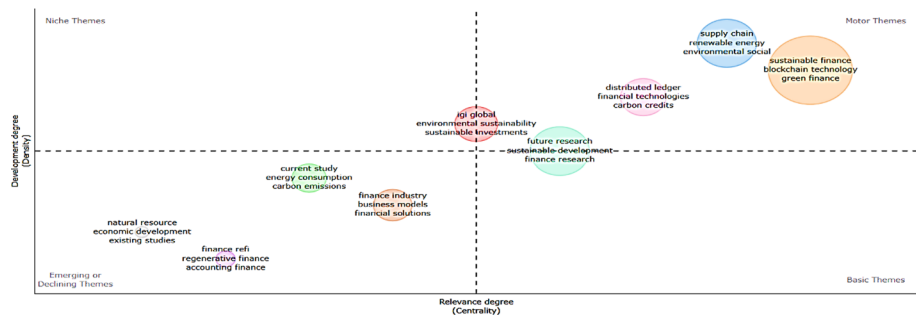 Niche Themes
Motor Themes
supply chain
renewable energy
environmental social
sustainable finance
blockchain technology
green finance
distributed ledger
financial technologies
carbon credits
igi global
environmental sustainability
sustainable investments
future research
sustainable development
finance research
current study
energy consumption
carbon emissions
finance industry
business models
financial solutions
natural resource
economic development
existing studies
finance refi
regenerative finance
accounting finance
Emerging or
Declining Themes
Basic Themes
Development degree
(Density)
Relevance degree
(Centrality)